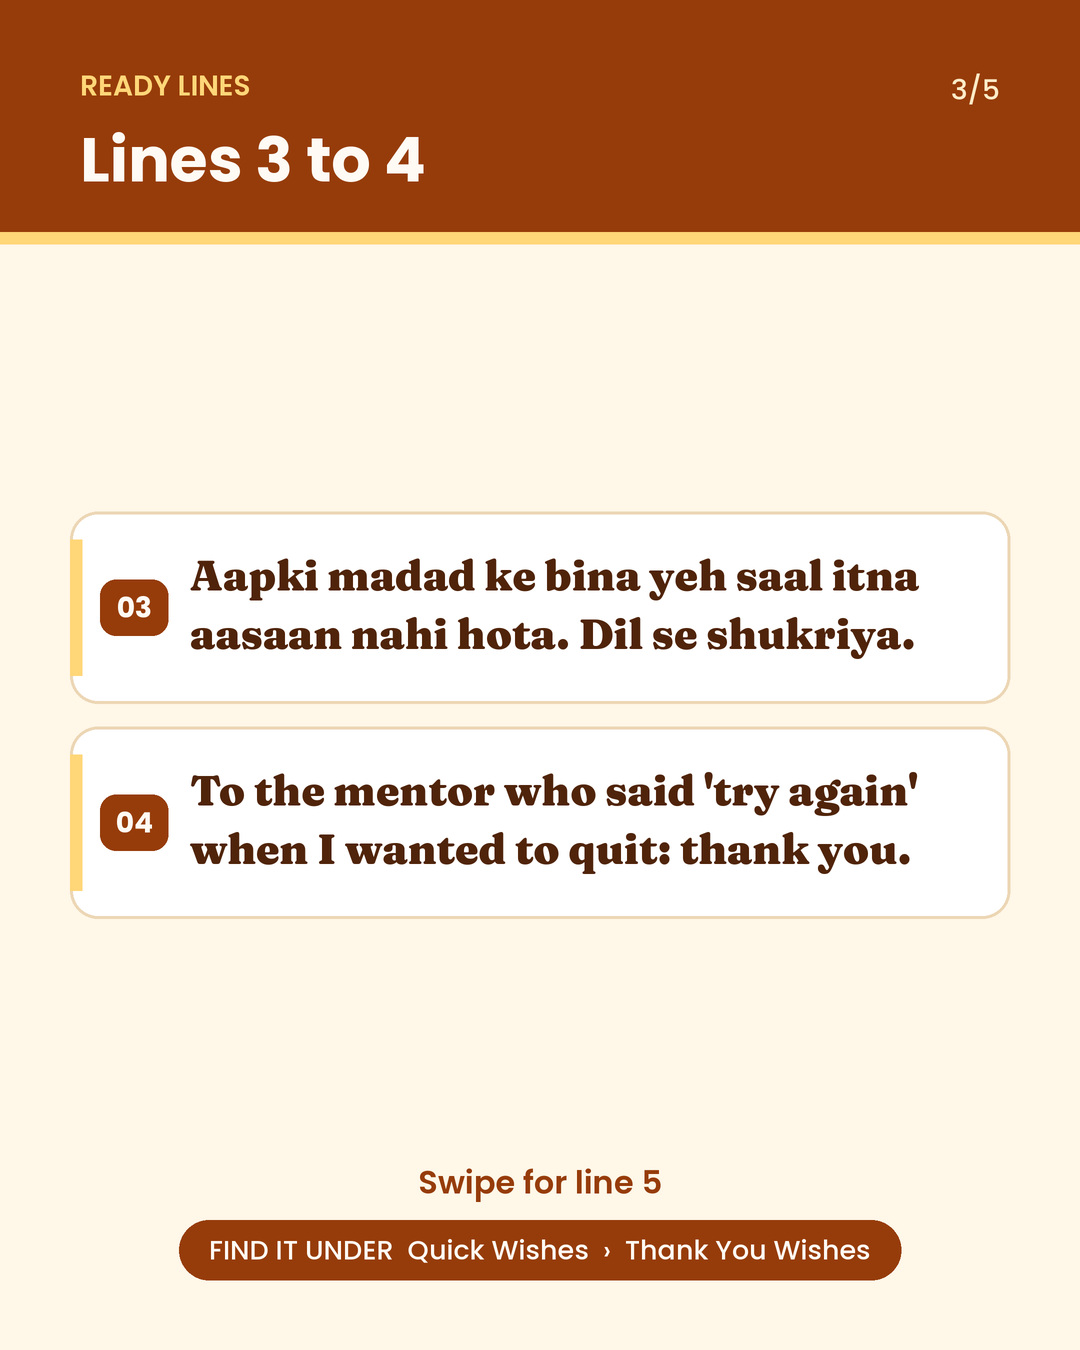 READY LINES
3/5
Lines 3 to 4
03
Aapki madad ke bina yeh saal itna
aasaan nahi hota. Dil se shukriya.
04
To the mentor who said 'try again'
when I wanted to quit: thank you.
Swipe for line 5
FIND IT UNDER Quick Wishes › Thank You Wishes